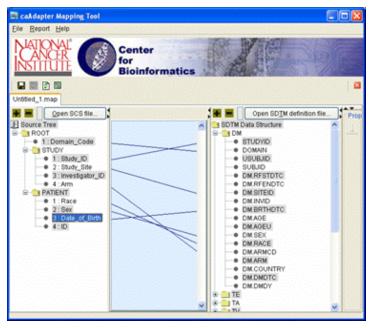 caAdapter Mapping Tool
File Report Help
NATIONAL
CANCER
INSTITUTE
Center
for
Bioinformatics
Untitled_1.map
Open SCS file...
Open SDTM definition file...
Prop
Source Tree
ROOT
1 : Domain_Code
STUDY
1 : Study_ID
2 : Study_Site
3 : Investigator_ID
4 : Arm
PATIENT
1 : Race
2 : Sex
3 : Date_of_Birth
4 : ID
SDTM Data Structure
DM
STUDYID
DOMAIN
USUBJID
SUBJID
DM.RFSTDTC
DM.RFENDTC
DM.SITEID
DM.INVID
DM.BRTHDTC
DM.AGE
DM.AGEU
DM.SEX
DM.RACE
DM.ARMCD
DM.ARM
DM.COUNTRY
DM.DMDTC
DM.DMDY
TE
TA
TV